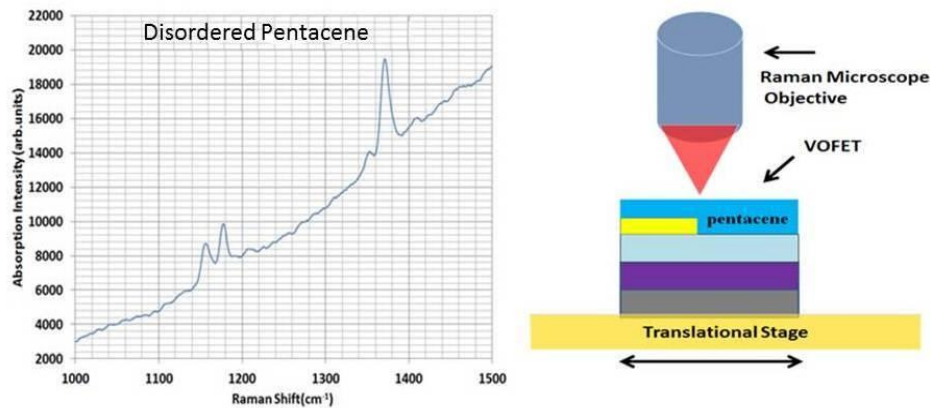 Disordered Pentacene
22000
20000
18000
16000
14000
12000
10000
8000
6000
4000
2000
Absorption Intensity (arb.units)
1000 1100 1200 1300 1400 1500
Raman Shift(cm⁻¹)
Raman Microscope
Objective
VOFET
pentacene
Translational Stage